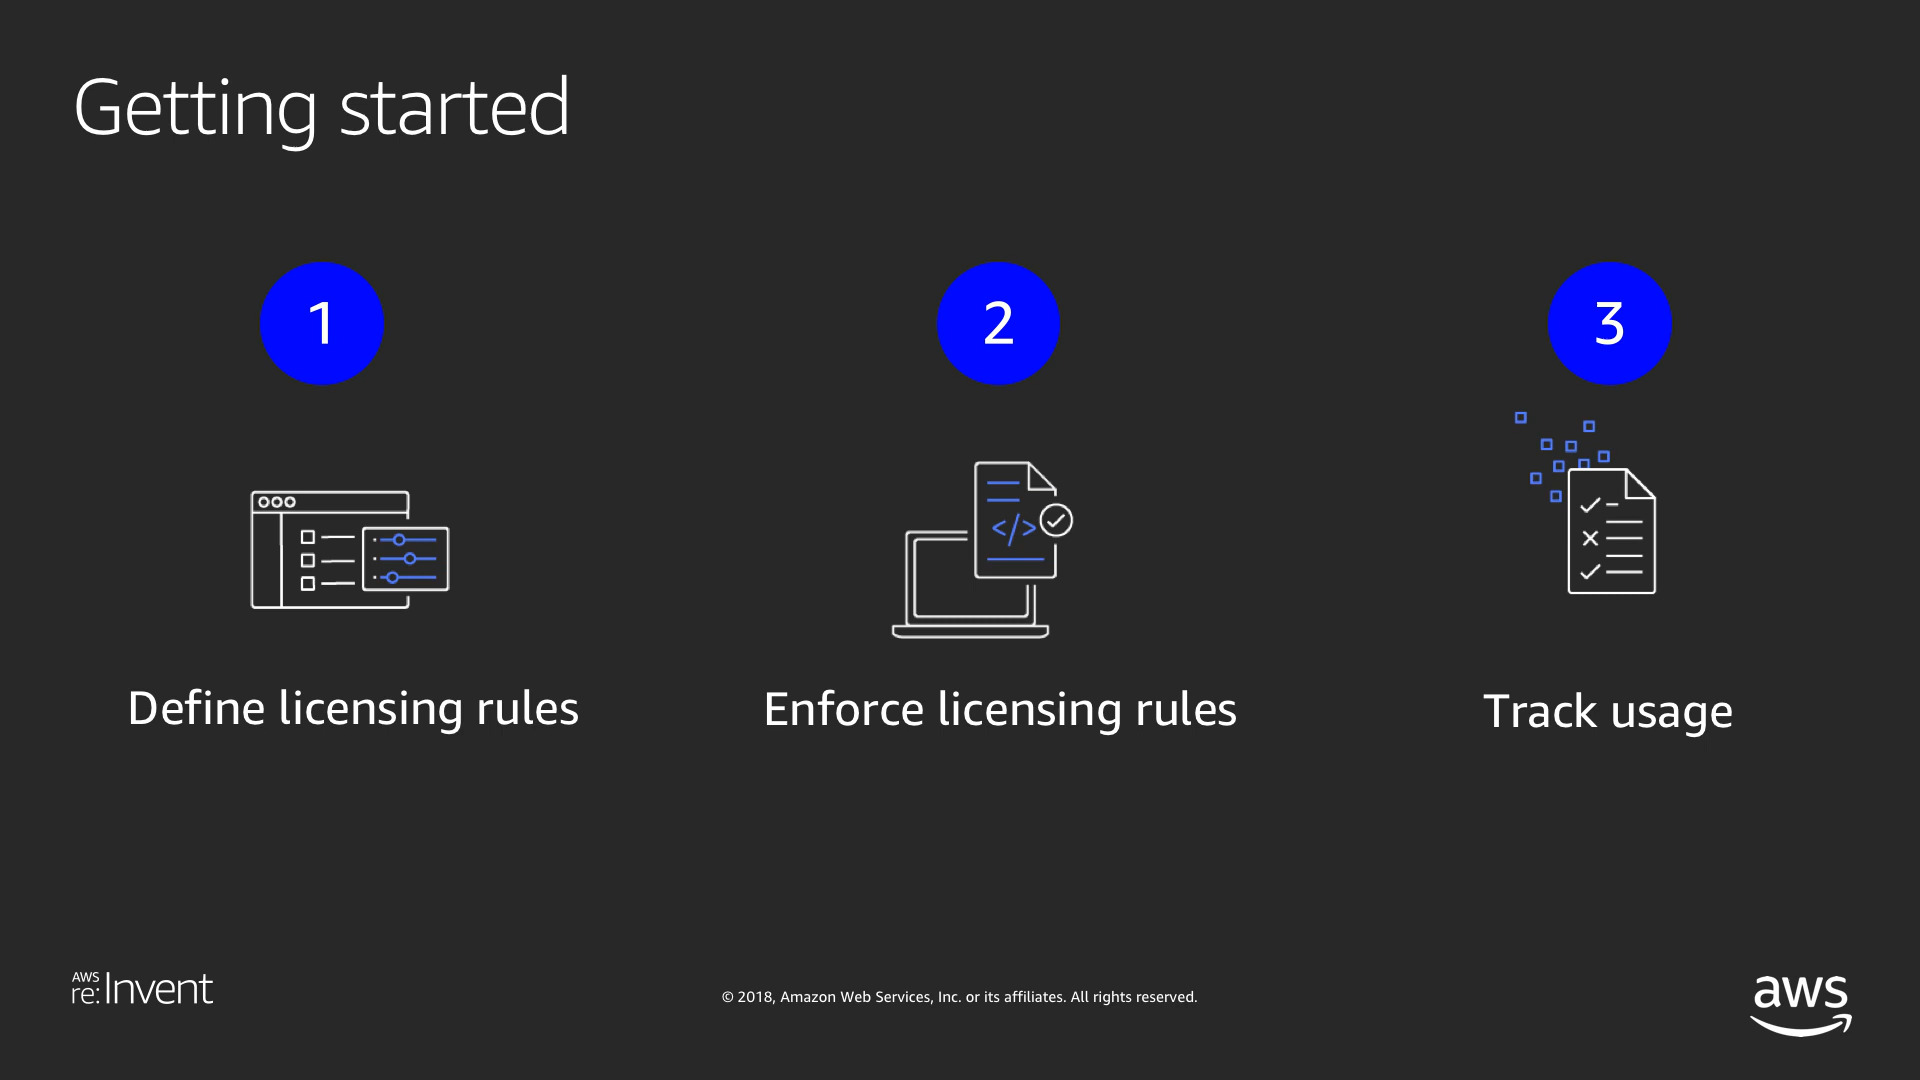 Getting started
1
2
3
</>
Define licensing rules
Enforce licensing rules
Track usage
AWS
re:Invent
© 2018, Amazon Web Services, Inc. or its affiliates. All rights reserved.
aws